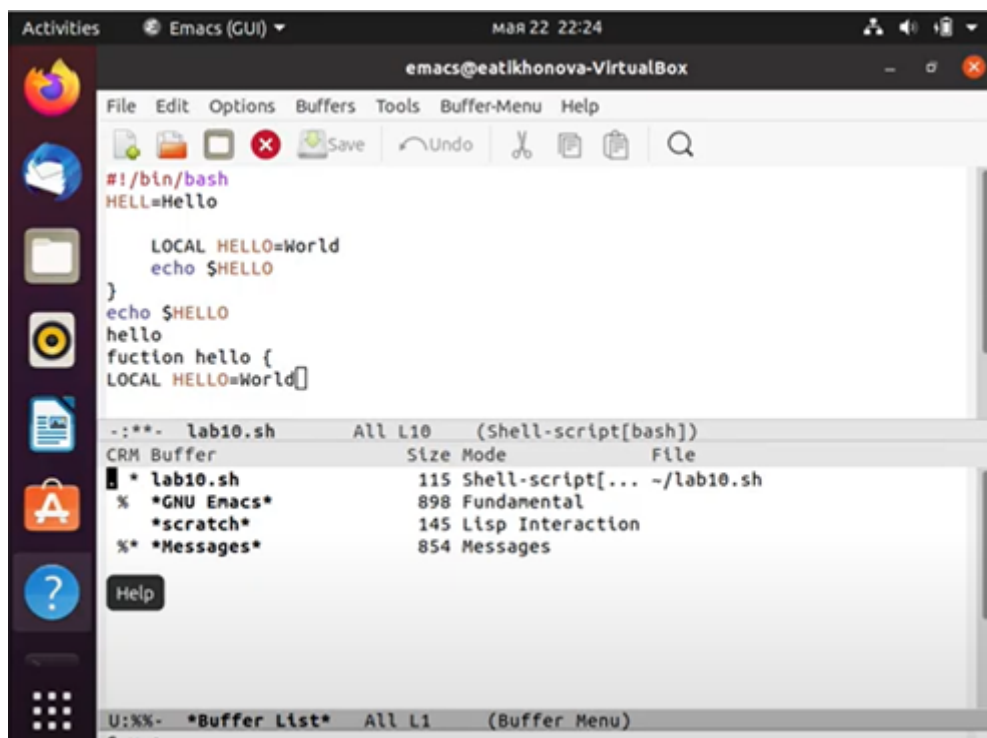 Activities Emacs (GUI) мая 22 22:24
emacs@eatikhonova-VirtualBox
File Edit Options Buffers Tools Buffer-Menu Help
Save Undo
#!/bin/bash
HELL=Hello
LOCAL HELLO=World
echo $HELLO
}
echo $HELLO
hello
fuction hello {
LOCAL HELLO=World
-:**- lab10.sh All L10 (Shell-script[bash])
CRM Buffer Size Mode File
. * lab10.sh 115 Shell-script[... ~/lab10.sh
% *GNU Emacs* 898 Fundamental
*scratch* 145 Lisp Interaction
%* *Messages* 854 Messages
Help
U:%%- *Buffer List* All L1 (Buffer Menu)